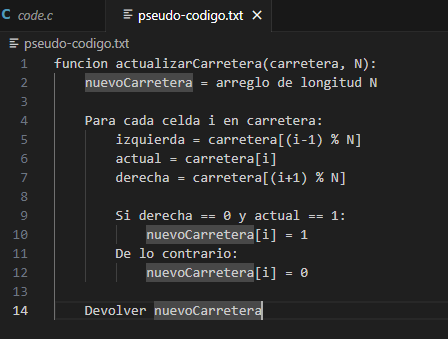 code.c
pseudo-codigo.txt
pseudo-codigo.txt
1 funcion actualizarCarretera(carretera, N):
2     nuevoCarretera = arreglo de longitud N
3
4     Para cada celda i en carretera:
5         izquierda = carretera[(i-1) % N]
6         actual = carretera[i]
7         derecha = carretera[(i+1) % N]
8
9         Si derecha == 0 y actual == 1:
10             nuevoCarretera[i] = 1
11         De lo contrario:
12             nuevoCarretera[i] = 0
13
14     Devolver nuevoCarretera